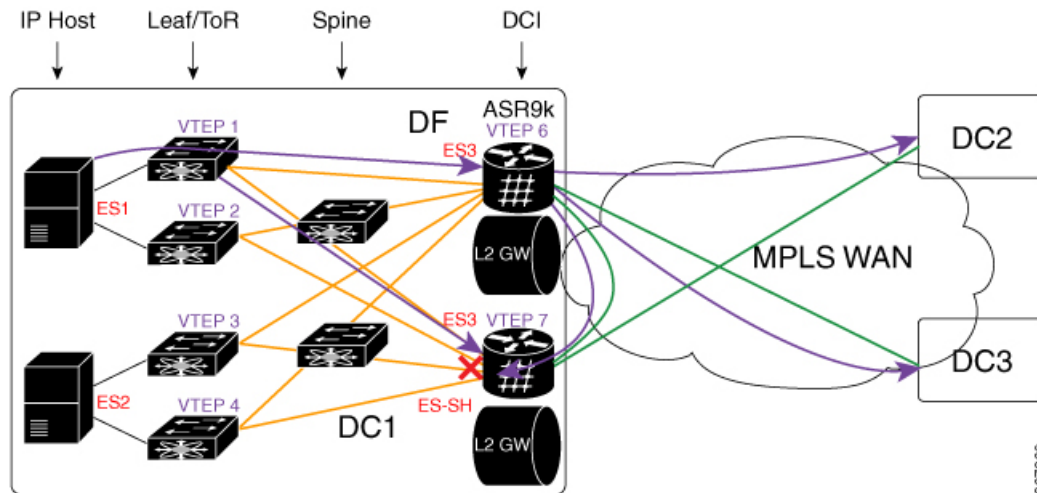 IP Host
Leaf/ToR
Spine
DCI
DF
ASR9k
VTEP 6
VTEP 1
ES3
DC2
ES1
VTEP 2
L2 GW
MPLS WAN
ES3
VTEP 7
VTEP 3
DC3
ES2
VTEP 4
ES-SH
DC1
L2 GW